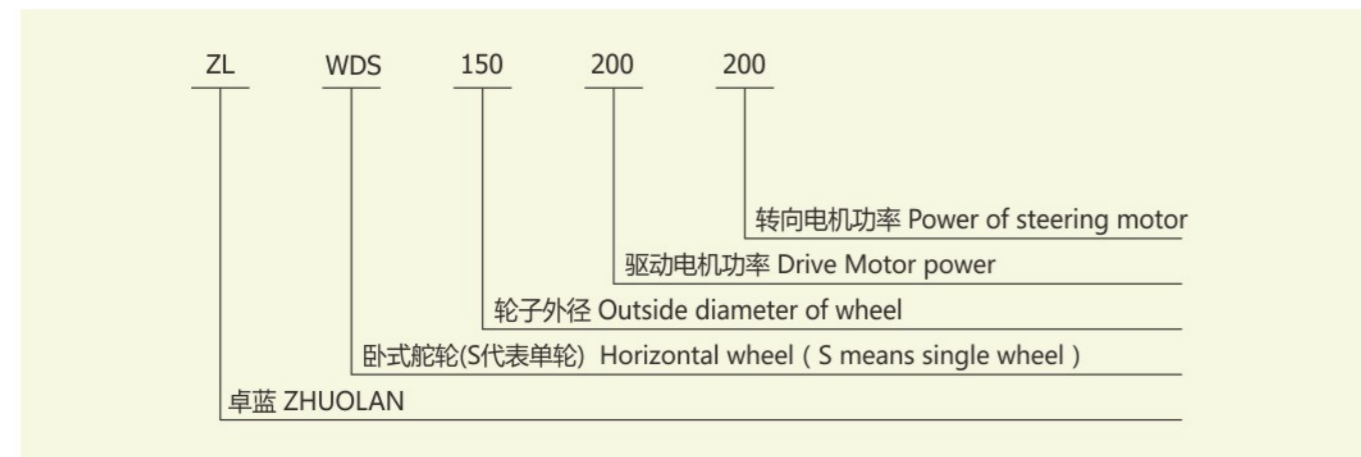 ZL WDS 150 200 200
转向电机功率 Power of steering motor
驱动电机功率 Drive Motor power
轮子外径 Outside diameter of wheel
卧式舵轮(S代表单轮) Horizontal wheel ( S means single wheel )
卓蓝 ZHUOLAN